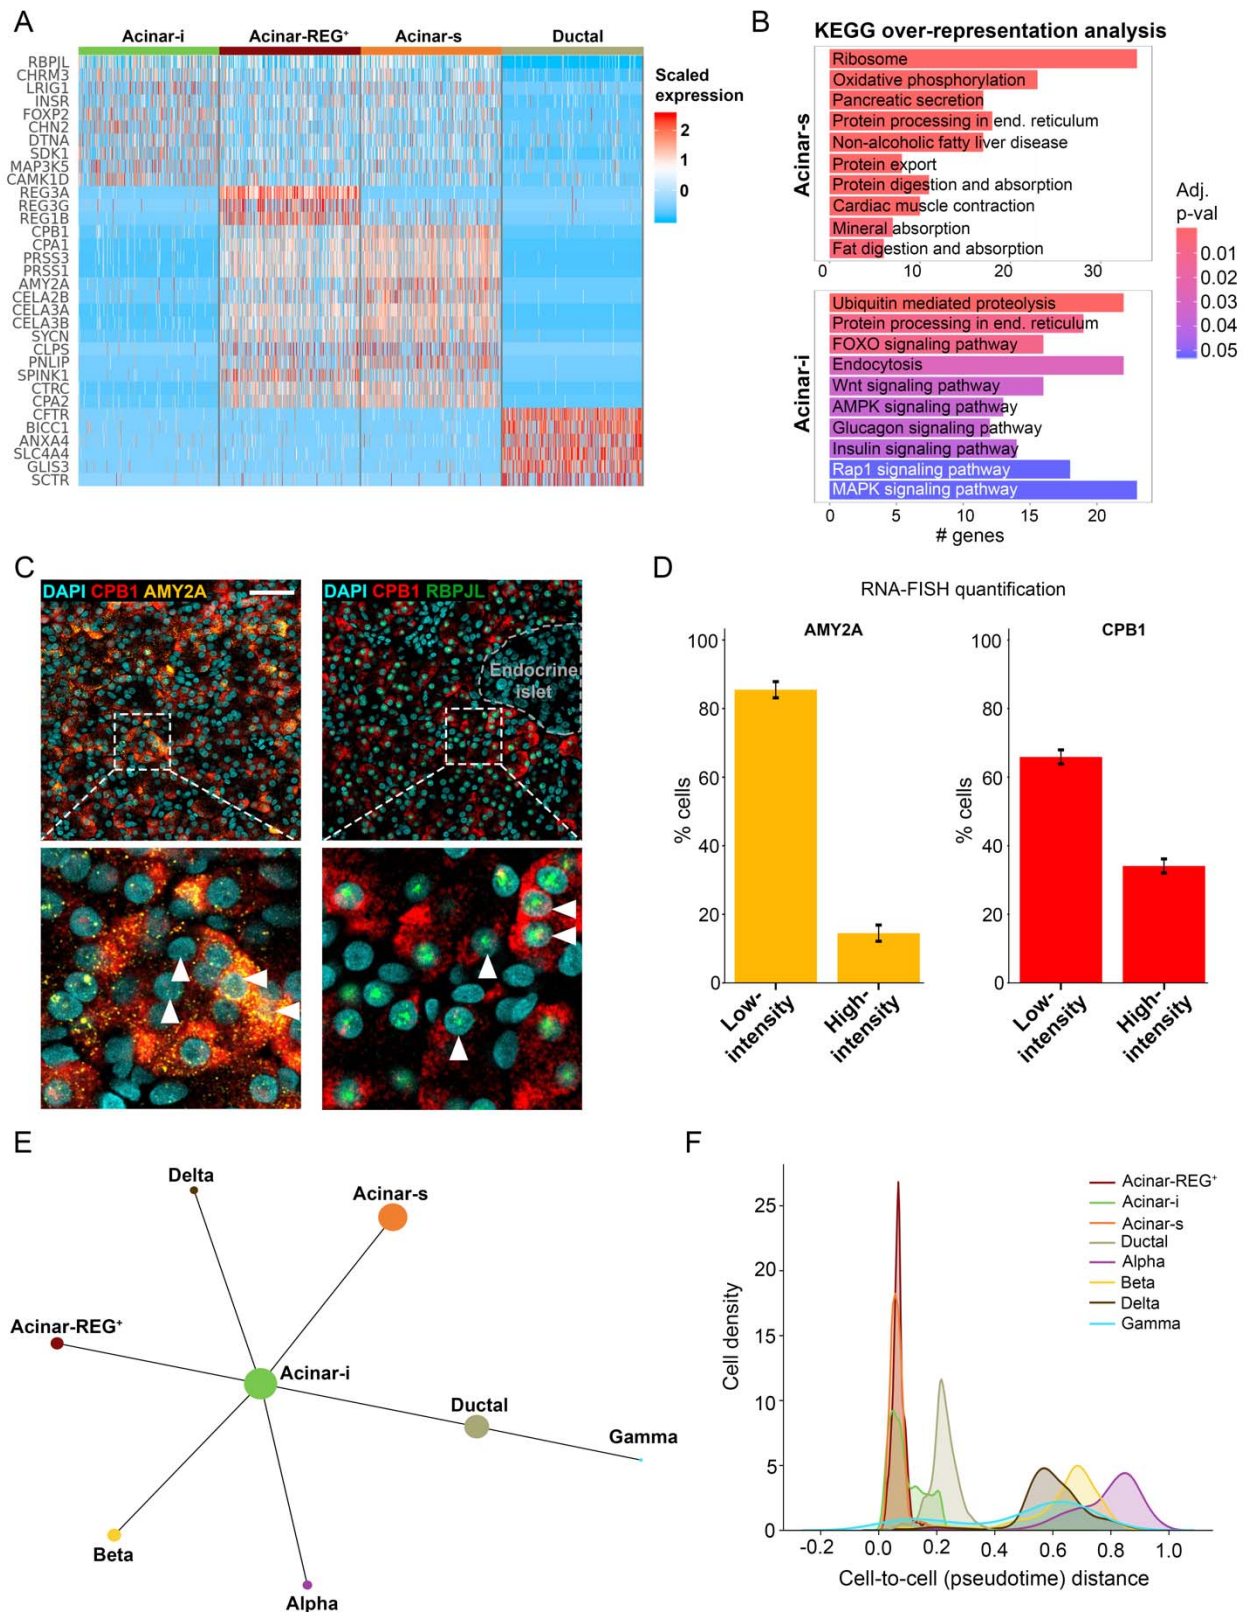 A
Acinar-i
Acinar-REG⁺
Acinar-s
Ductal
RBPJL
CHRM3
LRIG1
INSR
FOXP2
CHN2
DTNA
SDK1
MAP3K5
CAMK1D
REG3A
REG3G
REG1B
CPB1
CPA1
PRSS3
PRSS1
AMY2A
CELA2B
CELA3A
CELA3B
SYCN
CLPS
PNLIP
SPINK1
CTRC
CPA2
CFTR
BICC1
ANXA4
SLC4A4
GLIS3
SCTR
Scaled
expression
2
1
0
B
KEGG over-representation analysis
Acinar-s
Ribosome
Oxidative phosphorylation
Pancreatic secretion
Protein processing in end. reticulum
Non-alcoholic fatty liver disease
Protein export
Protein digestion and absorption
Cardiac muscle contraction
Mineral absorption
Fat digestion and absorption
0 10 20 30
Acinar-i
Ubiquitin mediated proteolysis
Protein processing in end. reticulum
FOXO signaling pathway
Endocytosis
Wnt signaling pathway
AMPK signaling pathway
Glucagon signaling pathway
Insulin signaling pathway
Rap1 signaling pathway
MAPK signaling pathway
0 5 10 15 20
# genes
Adj.
p-val
0.01
0.02
0.03
0.04
0.05
C
DAPI CPB1 AMY2A
DAPI CPB1 RBPJL
Endocrine
islet
D
RNA-FISH quantification
AMY2A
% cells
100
80
60
40
20
0
Low-
intensity
High-
intensity
CPB1
% cells
100
80
60
40
20
0
Low-
intensity
High-
intensity
E
Delta
Acinar-s
Acinar-REG⁺
Acinar-i
Ductal
Gamma
Beta
Alpha
F
Cell density
25
20
15
10
5
0
-0.2 0.0 0.2 0.4 0.6 0.8 1.0
Cell-to-cell (pseudotime) distance
Acinar-REG⁺
Acinar-i
Acinar-s
Ductal
Alpha
Beta
Delta
Gamma